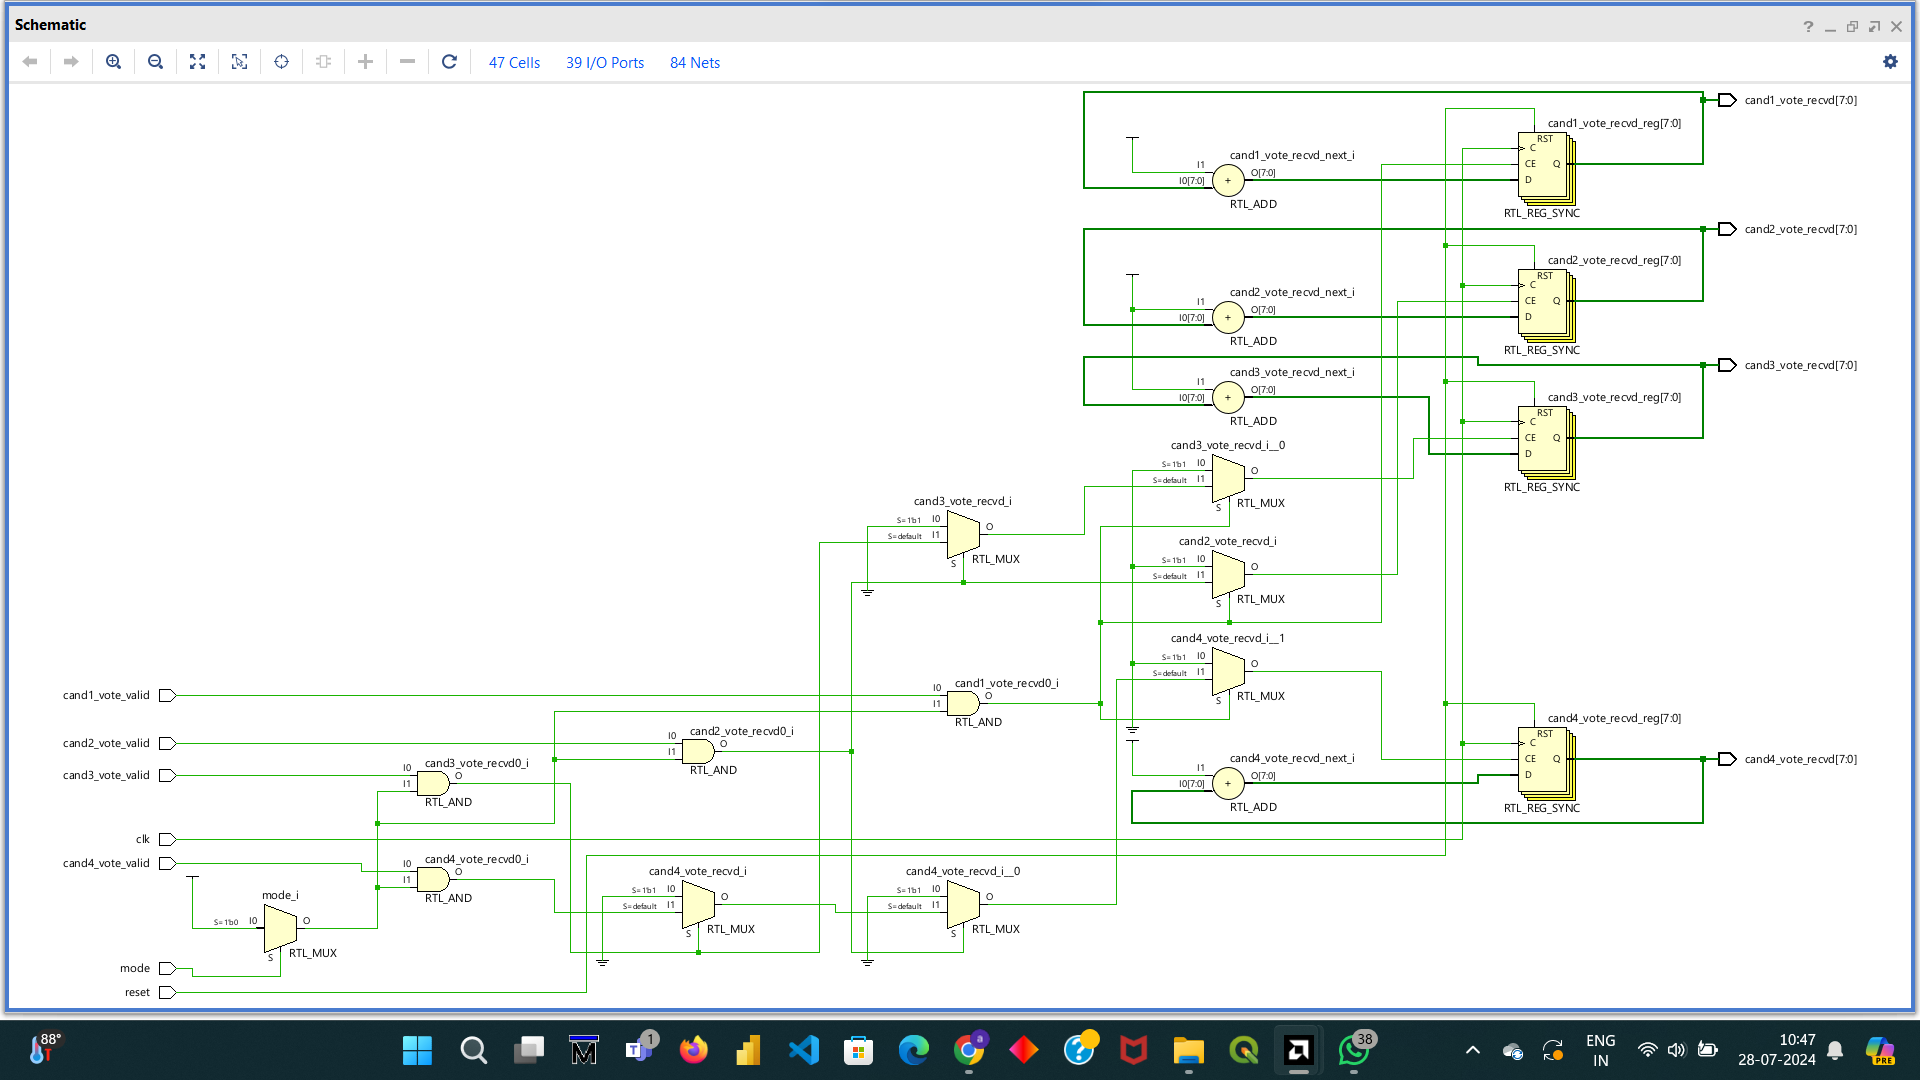 Schematic
47 Cells 39 I/O Ports 84 Nets
cand1_vote_recvd[7:0]
cand1_vote_recvd_reg[7:0]
RST
C
CE Q
D
RTL_REG_SYNC
cand1_vote_recvd_next_i
I1
I0[7:0]
+
O[7:0]
RTL_ADD
cand2_vote_recvd[7:0]
cand2_vote_recvd_reg[7:0]
RST
C
CE Q
D
RTL_REG_SYNC
cand2_vote_recvd_next_i
I1
I0[7:0]
+
O[7:0]
RTL_ADD
cand3_vote_recvd[7:0]
cand3_vote_recvd_next_i
I1
I0[7:0]
+
O[7:0]
RTL_ADD
cand3_vote_recvd_reg[7:0]
RST
C
CE Q
D
RTL_REG_SYNC
cand3_vote_recvd_i__0
S=1'b1 I0
S=default I1
O
S
RTL_MUX
cand3_vote_recvd_i
S=1'b1 I0
S=default I1
O
S
RTL_MUX
cand2_vote_recvd_i
S=1'b1 I0
S=default I1
O
S
RTL_MUX
cand4_vote_recvd_i__1
S=1'b1 I0
S=default I1
O
S
RTL_MUX
cand1_vote_valid
cand1_vote_recvd0_i
I0
I1
O
RTL_AND
cand2_vote_valid
cand2_vote_recvd0_i
I0
I1
O
RTL_AND
cand3_vote_valid
cand3_vote_recvd0_i
I0
I1
O
RTL_AND
cand4_vote_recvd_reg[7:0]
RST
C
CE Q
D
RTL_REG_SYNC
cand4_vote_recvd[7:0]
cand4_vote_recvd_next_i
I1
I0[7:0]
+
O[7:0]
RTL_ADD
clk
cand4_vote_valid
cand4_vote_recvd0_i
I0
I1
O
RTL_AND
cand4_vote_recvd_i
S=1'b1 I0
S=default I1
O
S
RTL_MUX
cand4_vote_recvd_i__0
S=1'b1 I0
S=default I1
O
S
RTL_MUX
mode_i
S=1'b0 I0
O
S
RTL_MUX
mode
reset
88°
1
a
38
ENG
IN
10:47
28-07-2024
PRE